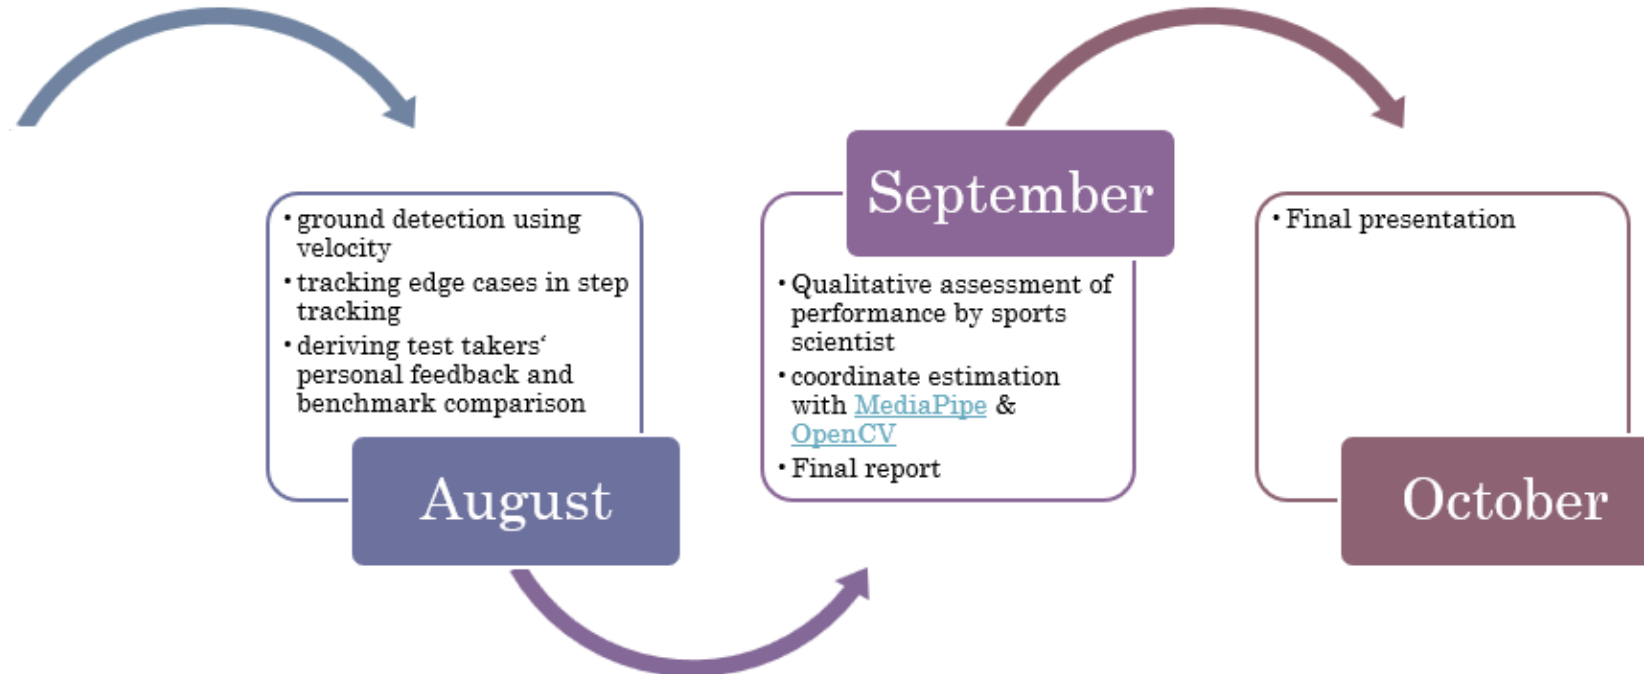 • ground detection using
velocity
• tracking edge cases in step
tracking
• deriving test takers‘
personal feedback and
benchmark comparison
August
September
• Qualitative assessment of
performance by sports
scientist
• coordinate estimation
with MediaPipe &
OpenCV
• Final report
• Final presentation
October